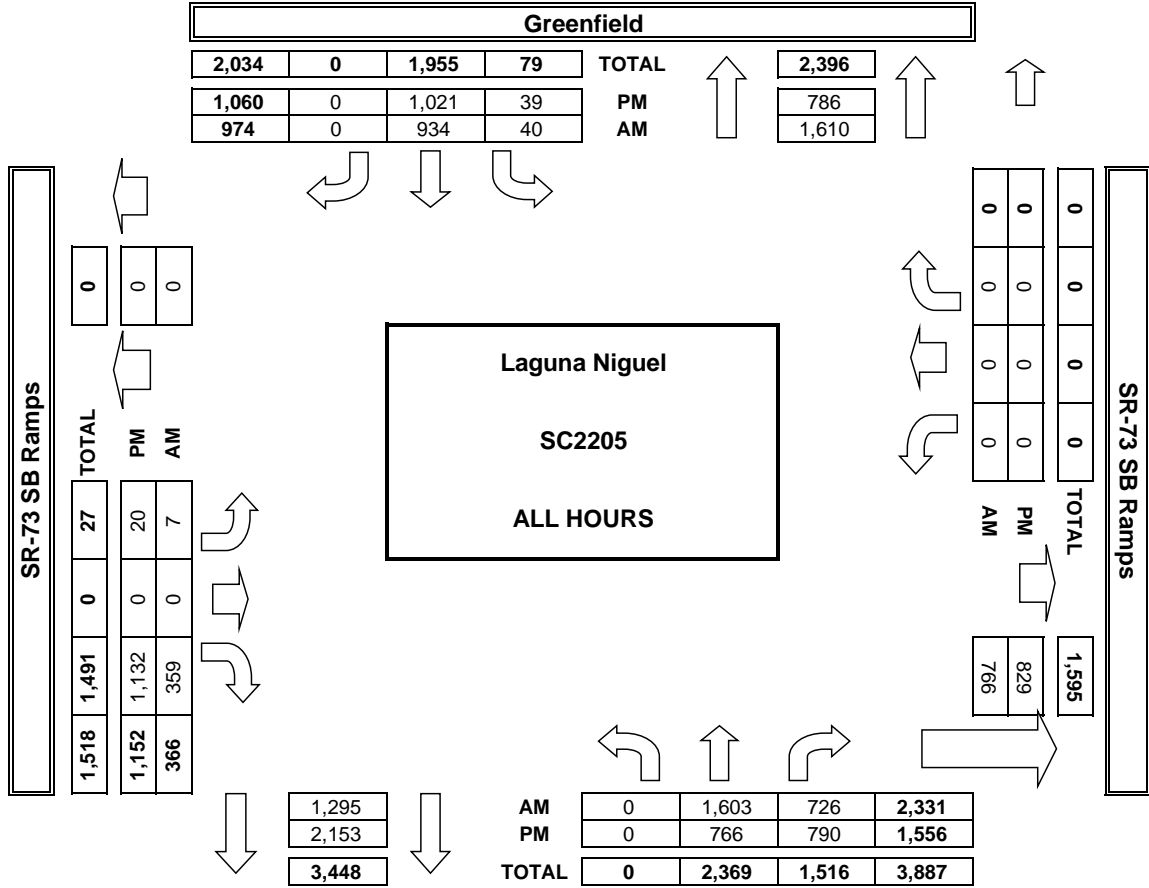 Greenfield
2,034 0 1,955 79 TOTAL 2,396
1,060 0 1,021 39 PM 786
974 0 934 40 AM 1,610
SR-73 SB Ramps
0 0 0
TOTAL PM AM
27 20 7
0 0 0
1,491 1,132 359
1,518 1,152 366
Laguna Niguel
SC2205
ALL HOURS
0 0 0
0 0 0
0 0 0
0 0 0
AM PM TOTAL
766 829 1,595
SR-73 SB Ramps
1,295 AM 0 1,603 726 2,331
2,153 PM 0 766 790 1,556
3,448 TOTAL 0 2,369 1,516 3,887